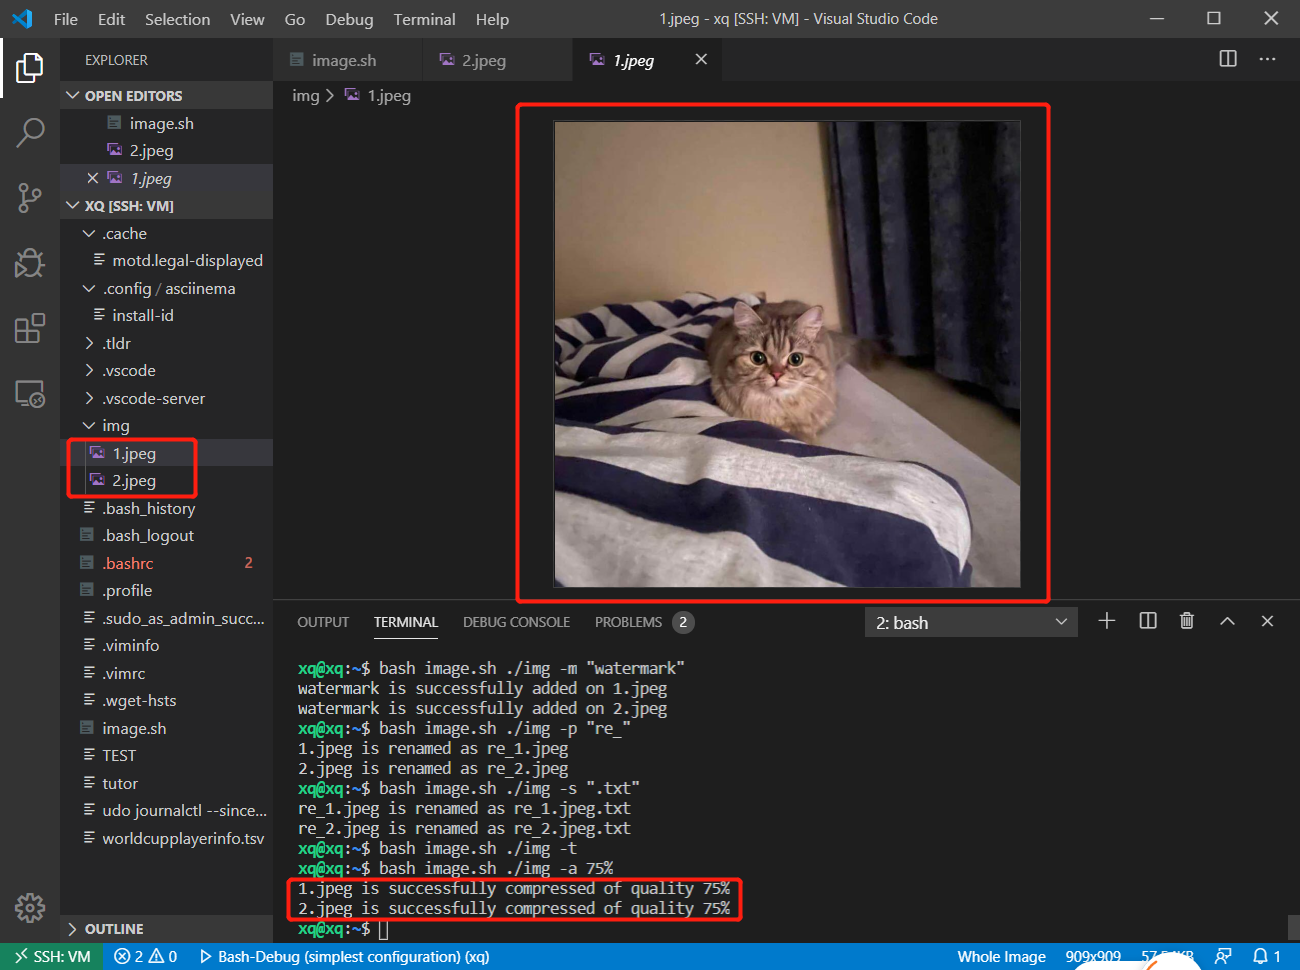 File Edit Selection View Go Debug Terminal Help 1.jpeg - xq [SSH: VM] - Visual Studio Code
EXPLORER
image.sh 2.jpeg 1.jpeg
OPEN EDITORS
img 1.jpeg
image.sh
2.jpeg
1.jpeg
XQ [SSH: VM]
.cache
motd.legal-displayed
.config / asciinema
install-id
.tldr
.vscode
.vscode-server
img
1.jpeg
2.jpeg
.bash_history
.bash_logout
.bashrc 2
.profile
.sudo_as_admin_succ...
.viminfo
.vimrc
.wget-hsts
image.sh
TEST
tutor
udo journalctl --since...
worldcupplayerinfo.tsv
OUTLINE
OUTPUT TERMINAL DEBUG CONSOLE PROBLEMS 2 2: bash
xq@xq:~$ bash image.sh ./img -m "watermark"
watermark is successfully added on 1.jpeg
watermark is successfully added on 2.jpeg
xq@xq:~$ bash image.sh ./img -p "re_"
1.jpeg is renamed as re_1.jpeg
2.jpeg is renamed as re_2.jpeg
xq@xq:~$ bash image.sh ./img -s ".txt"
re_1.jpeg is renamed as re_1.jpeg.txt
re_2.jpeg is renamed as re_2.jpeg.txt
xq@xq:~$ bash image.sh ./img -t
xq@xq:~$ bash image.sh ./img -a 75%
1.jpeg is successfully compressed of quality 75%
2.jpeg is successfully compressed of quality 75%
xq@xq:~$
SSH: VM 2 0 Bash-Debug (simplest configuration) (xq) Whole Image 909x909 1